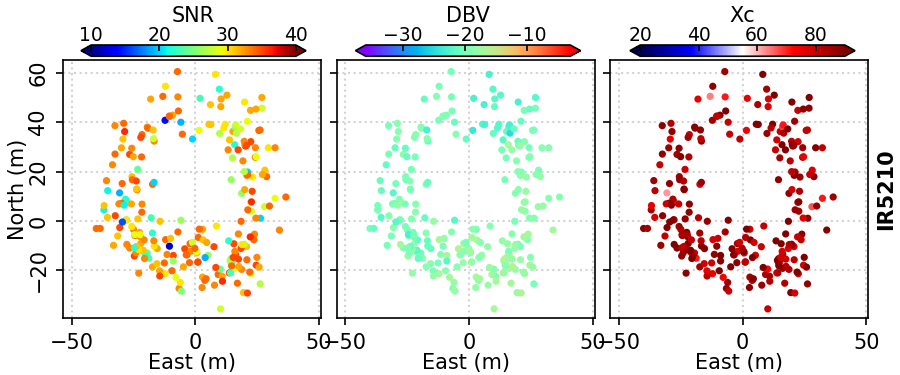 SNR DBV Xc
10 20 30 40 −30 −20 −10 20 40 60 80
60
40
20
0
−20
North (m)
IR5210
−50 0 50 −50 0 50 −50 0 50
East (m) East (m) East (m)